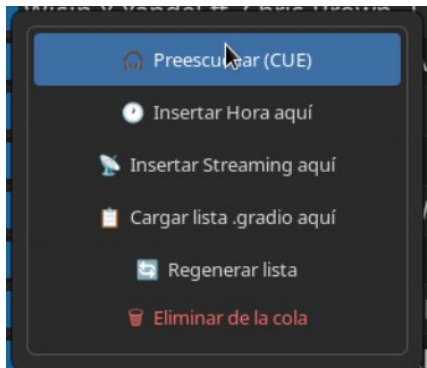 Preescuchar (CUE)
Insertar Hora aquí
Insertar Streaming aquí
Cargar lista .gradio aquí
Regenerar lista
Eliminar de la cola